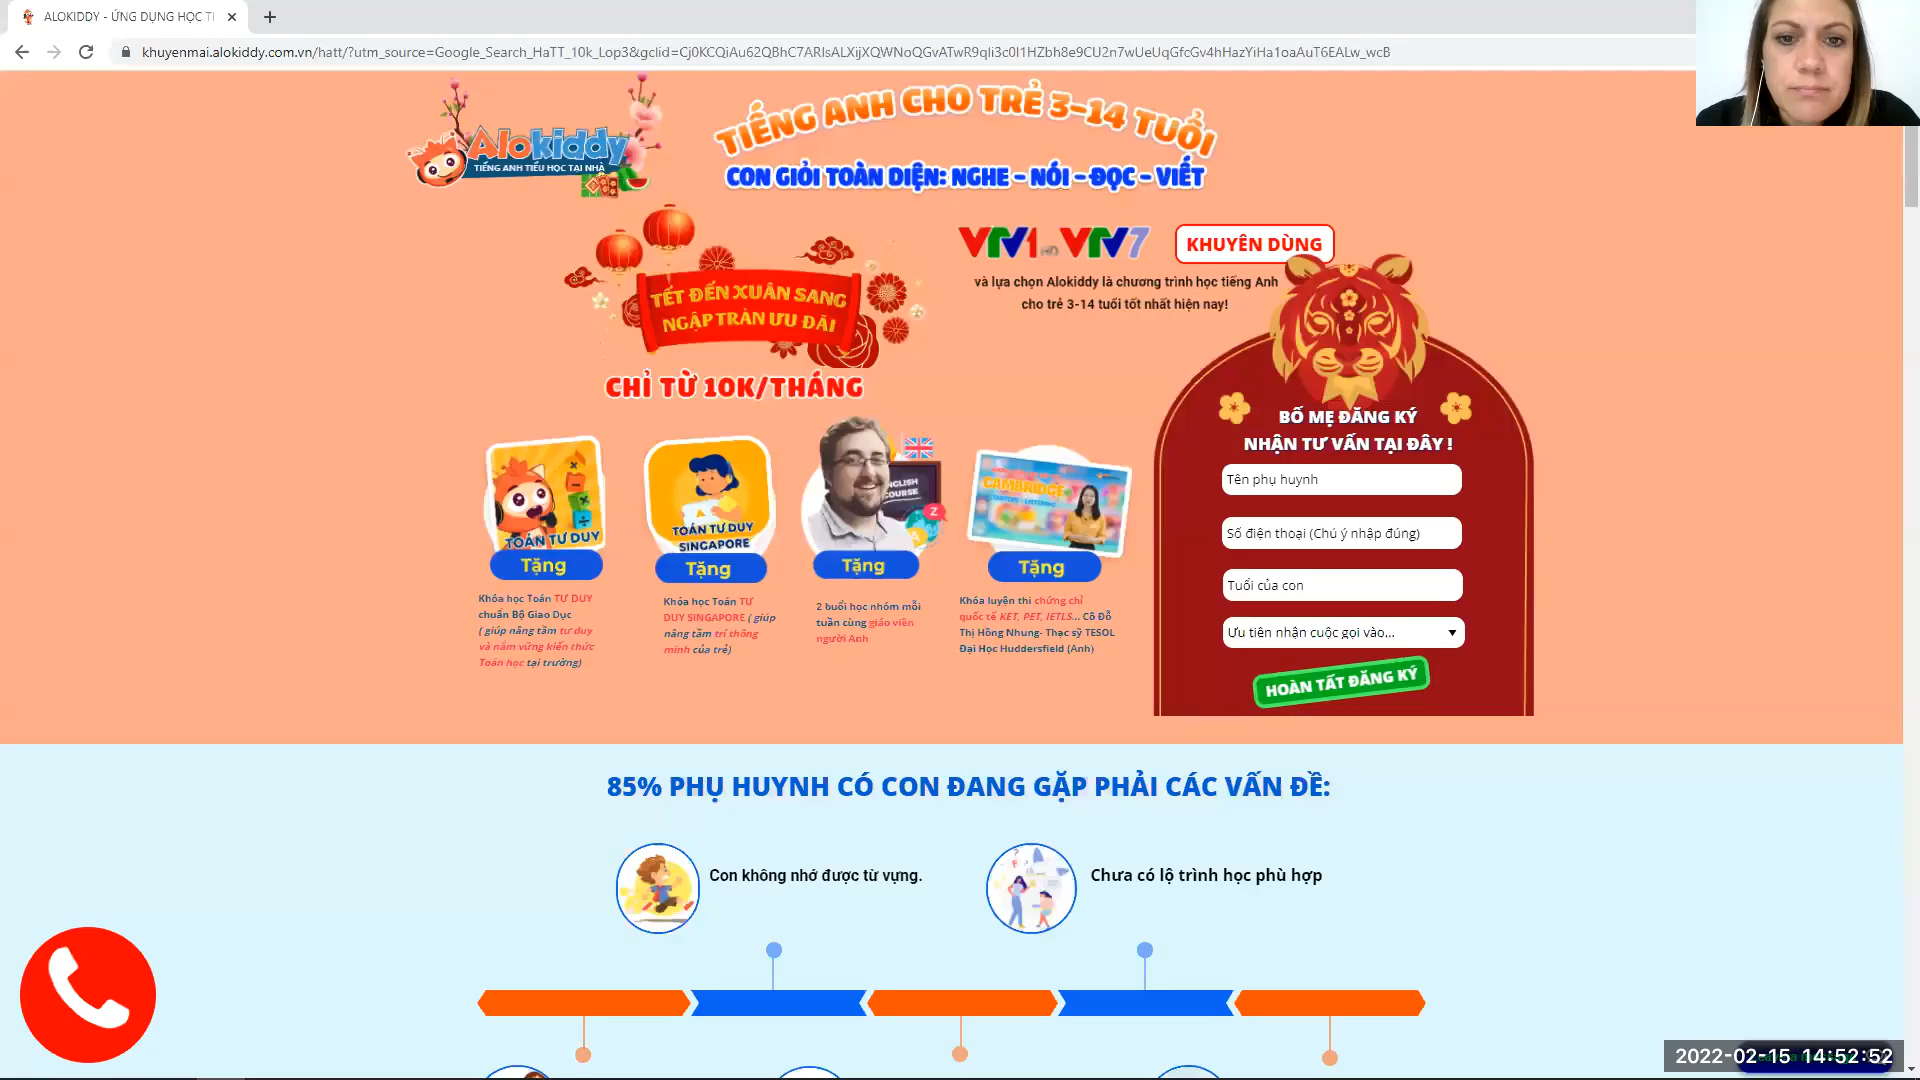 ALOKIDDY - ỨNG DỤNG HỌC TI
khuyenmai.alokiddy.com.vn/hatt/?utm_source=Google_Search_HaTT_10k_Lop3&gclid=Cj0KCQiAu62QBhC7ARIsALXijXQWNoQGvATwR9qli3c0l1HZbh8e9CU2n7wUeUqGfcGv4hHazYiHa1oaAuT6EALw_wcB
Alokiddy
TIẾNG ANH TIỂU HỌC TẠI NHÀ
TIẾNG ANH CHO TRẺ 3-14 TUỔI
CON GIỎI TOÀN DIỆN: NGHE - NÓI - ĐỌC - VIẾT
TẾT ĐẾN XUÂN SANG
NGẬP TRÀN ƯU ĐÃI
CHỈ TỪ 10K/THÁNG
VTV1 HD VTV7
KHUYÊN DÙNG
và lựa chọn Alokiddy là chương trình học tiếng Anh
cho trẻ 3-14 tuổi tốt nhất hiện nay!
TOÁN TƯ DUY
Tặng
Khóa học Toán TƯ DUY
chuẩn Bộ Giao Dục
( giúp nâng tầm tư duy
và nắm vững kiến thức
Toán học tại trường)
TOÁN TƯ DUY
SINGAPORE
Tặng
Khóa học Toán TƯ
DUY SINGAPORE ( giúp
nâng tầm trí thông
minh của trẻ)
ENGLISH
COURSE
Z
A
Tặng
2 buổi học nhóm mỗi
tuần cùng giáo viên
người Anh
CAMBRIDGE
STARTERS - LISTENING
Tặng
Khóa luyện thi chứng chỉ
quốc tế KET, PET, IETLS... Cô Đỗ
Thị Hồng Nhung- Thạc sỹ TESOL
Đại Học Huddersfield (Anh)
BỐ MẸ ĐĂNG KÝ
NHẬN TƯ VẤN TẠI ĐÂY !
Tên phụ huynh
Số điện thoại (Chú ý nhập đúng)
Tuổi của con
Ưu tiên nhận cuộc gọi vào...
HOÀN TẤT ĐĂNG KÝ
85% PHỤ HUYNH CÓ CON ĐANG GẶP PHẢI CÁC VẤN ĐỀ:
Con không nhớ được từ vựng.
Chưa có lộ trình học phù hợp
2022-02-15 14:52:52